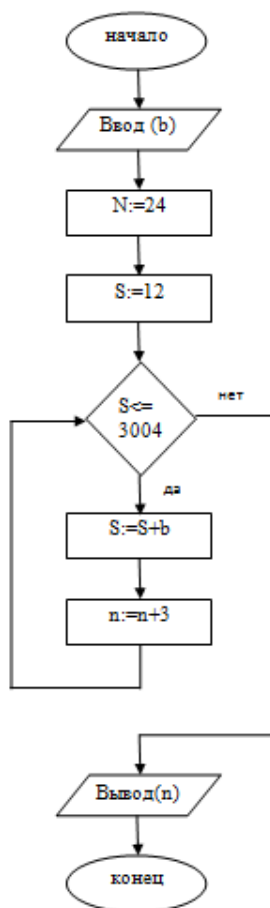 начало
Ввод (b)
N:=24
S:=12
S<=
3004
нет
да
S:=S+b
n:=n+3
Вывод(n)
конец